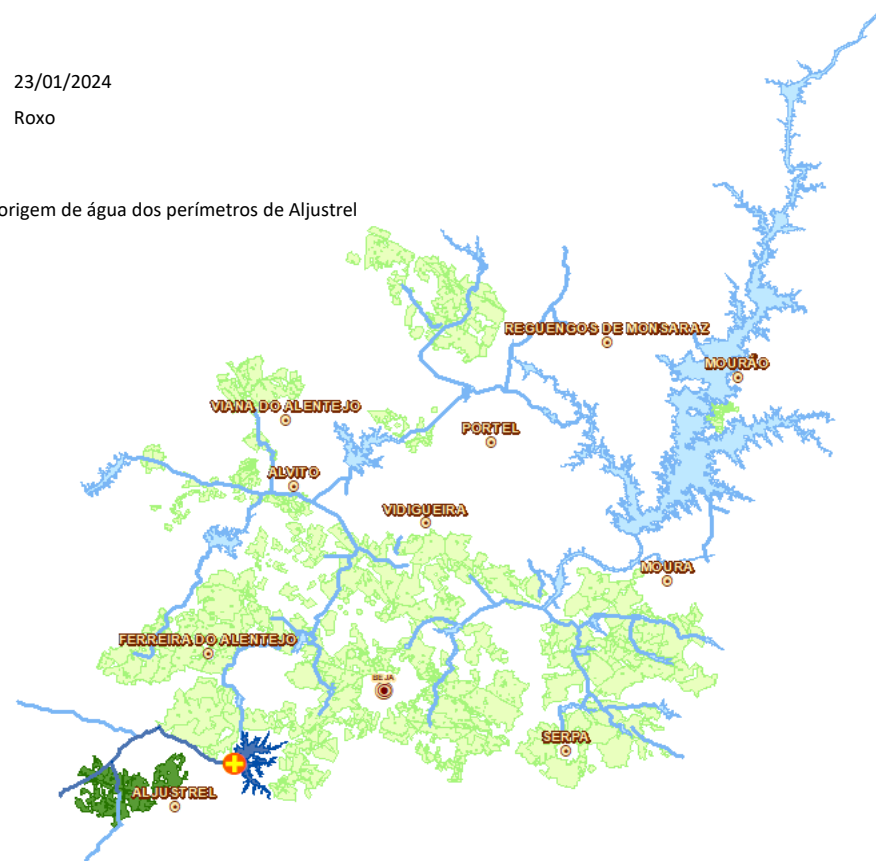 23/01/2024
Roxo
origem de água dos perímetros de Aljustrel
REGUENGOS DE MONSARAZ
MOURÃO
VIANA DO ALENTEJO
PORTEL
ALVITO
VIDIGUEIRA
MOURA
FERREIRA DO ALENTEJO
BEJA
SERPA
ALJUSTREL